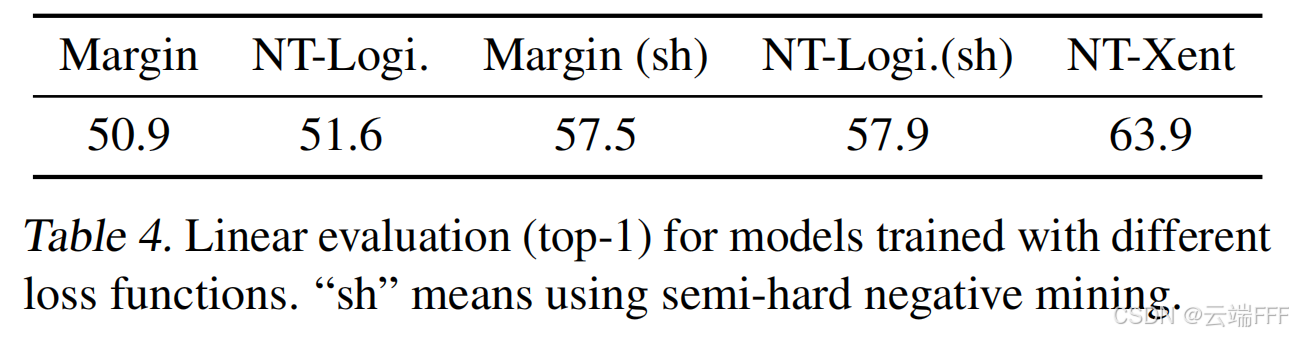 Margin NT-Logi. Margin (sh) NT-Logi.(sh) NT-Xent
50.9 51.6 57.5 57.9 63.9
Table 4. Linear evaluation (top-1) for models trained with different
loss functions. “sh” means using semi-hard negative mining.
CSDN @云端FFF